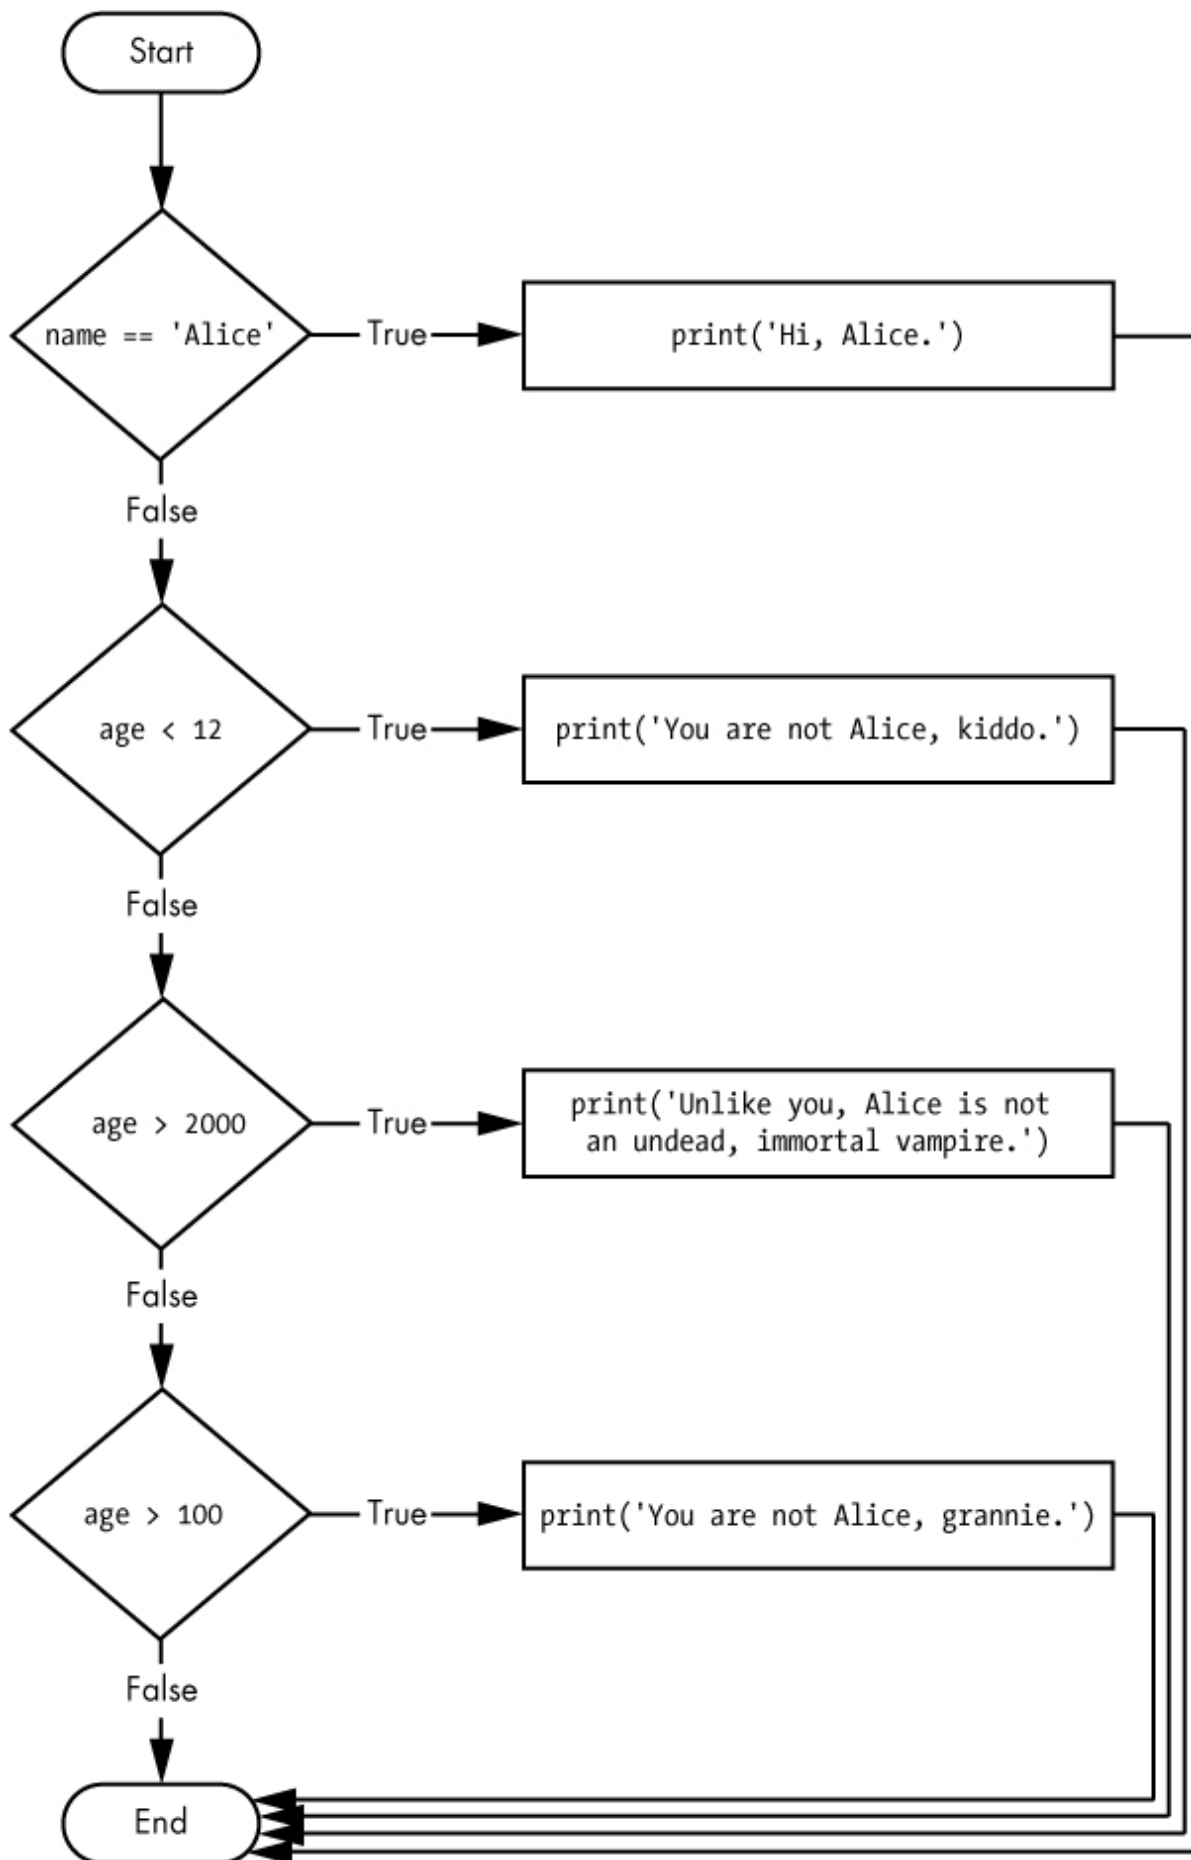 Start
name == 'Alice'
True
print('Hi, Alice.')
False
age < 12
True
print('You are not Alice, kiddo.')
False
age > 2000
True
print('Unlike you, Alice is not
an undead, immortal vampire.')
False
age > 100
True
print('You are not Alice, grannie.')
False
End